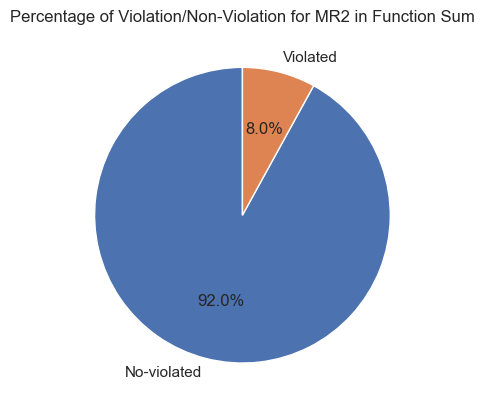 Percentage of Violation/Non-Violation for MR2 in Function Sum
Violated
8.0%
92.0%
No-violated